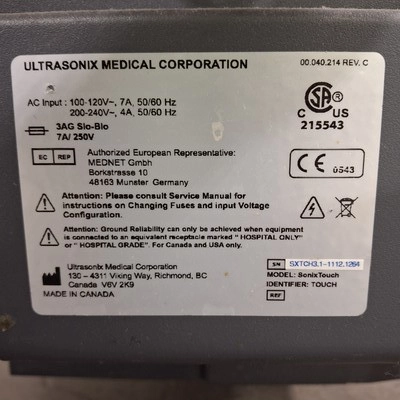 ULTRASONIX MEDICAL CORPORATION
00.040.214 REV. C
AC Input : 100-120V~, 7A, 50/60 Hz
200-240V~, 4A, 50/60 Hz
3AG Slo-Blo
7A/ 250V
CSA
®
C US
215543
EC REP
Authorized European Representative:
MEDNET GmbH
Borkstrasse 10
48163 Munster Germany
CE
0543
Attention: Please consult Service Manual for
instructions on Changing Fuses and input Voltage
Configuration.
Attention: Ground Reliability can only be achieved when equipment
is connected to an equivalent receptacle marked " HOSPITAL ONLY"
or " HOSPITAL GRADE". For Canada and USA only.
Ultrasonix Medical Corporation
130 – 4311 Viking Way, Richmond, BC
Canada V6V 2K9
MADE IN CANADA
SN SXTCH3.1-1112.1264
MODEL: SonixTouch
IDENTIFIER: TOUCH
REF